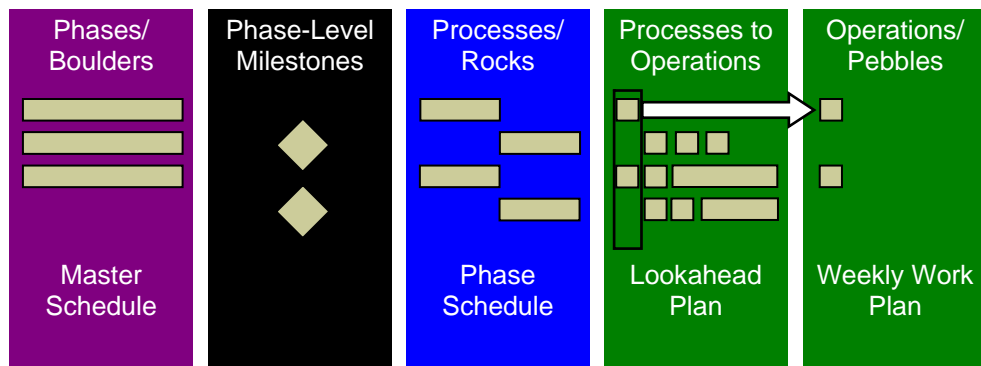 Phases/
Boulders
Master
Schedule
Phase-Level
Milestones
Processes/
Rocks
Phase
Schedule
Processes to
Operations
Lookahead
Plan
Operations/
Pebbles
Weekly Work
Plan